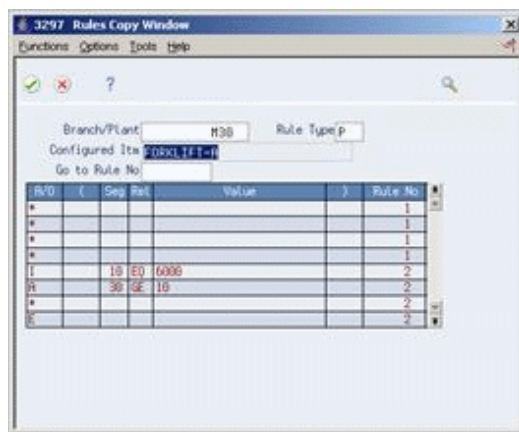 3297 Rules Copy Window
Functions Options Tools Help
?
Branch/Plant M30 Rule Type P
Configured Itm FORKLIFT-A
Go to Rule No
A/O ( Seq Rel Value ) Rule No
* 1
* 1
* 1
* 1
I 10 EQ 6000 2
A 30 GE 10 2
* 2
E 2